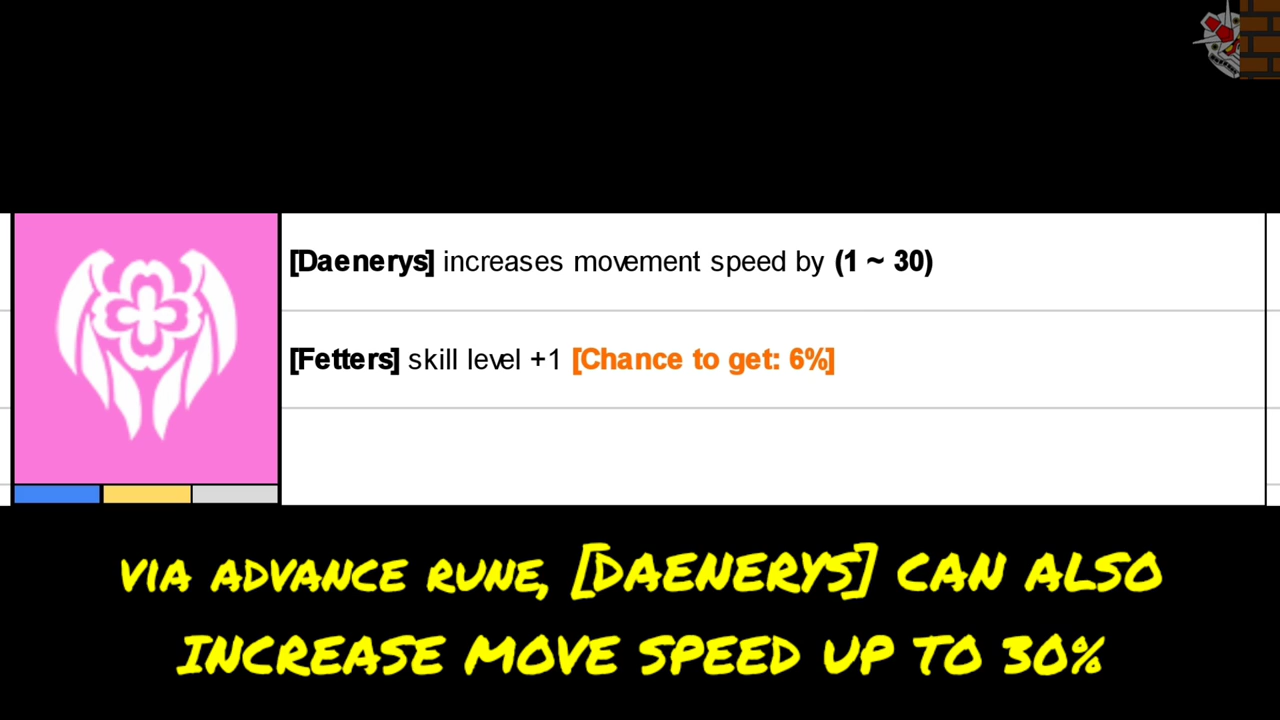 [Daenerys] increases movement speed by (1 ~ 30)
[Fetters] skill level +1 [Chance to get: 6%]
VIA ADVANCE RUNE, [DAENERYS] CAN ALSO
INCREASE MOVE SPEED UP TO 30%